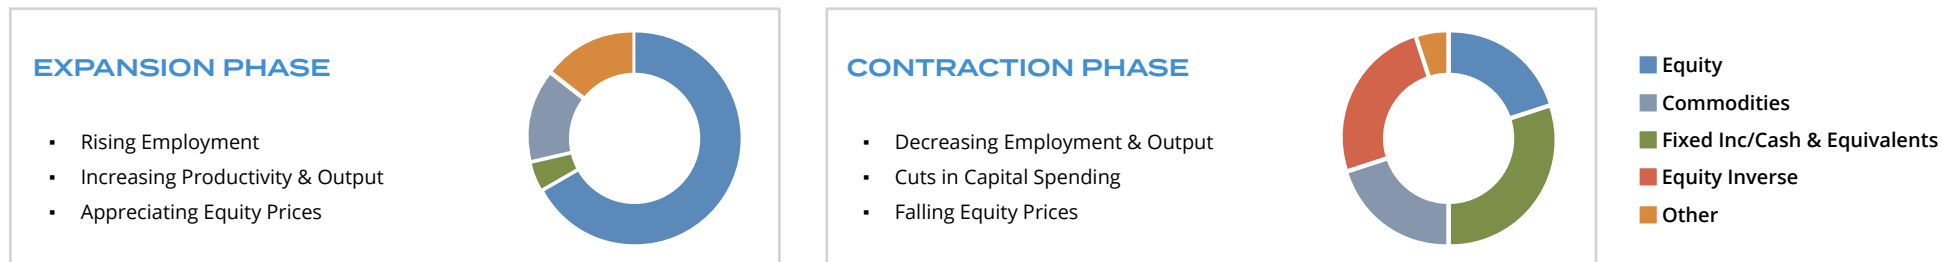 EXPANSION PHASE
▪ Rising Employment
▪ Increasing Productivity & Output
▪ Appreciating Equity Prices
CONTRACTION PHASE
▪ Decreasing Employment & Output
▪ Cuts in Capital Spending
▪ Falling Equity Prices
Equity
Commodities
Fixed Inc/Cash & Equivalents
Equity Inverse
Other